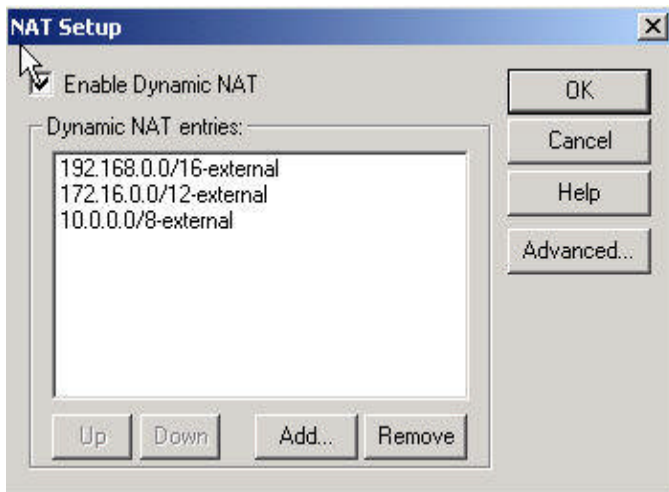 NAT Setup
Enable Dynamic NAT
OK
Dynamic NAT entries:
Cancel
192.168.0.0/16-external
172.16.0.0/12-external
Help
10.0.0.0/8-external
Advanced...
Up
Down
Add...
Remove